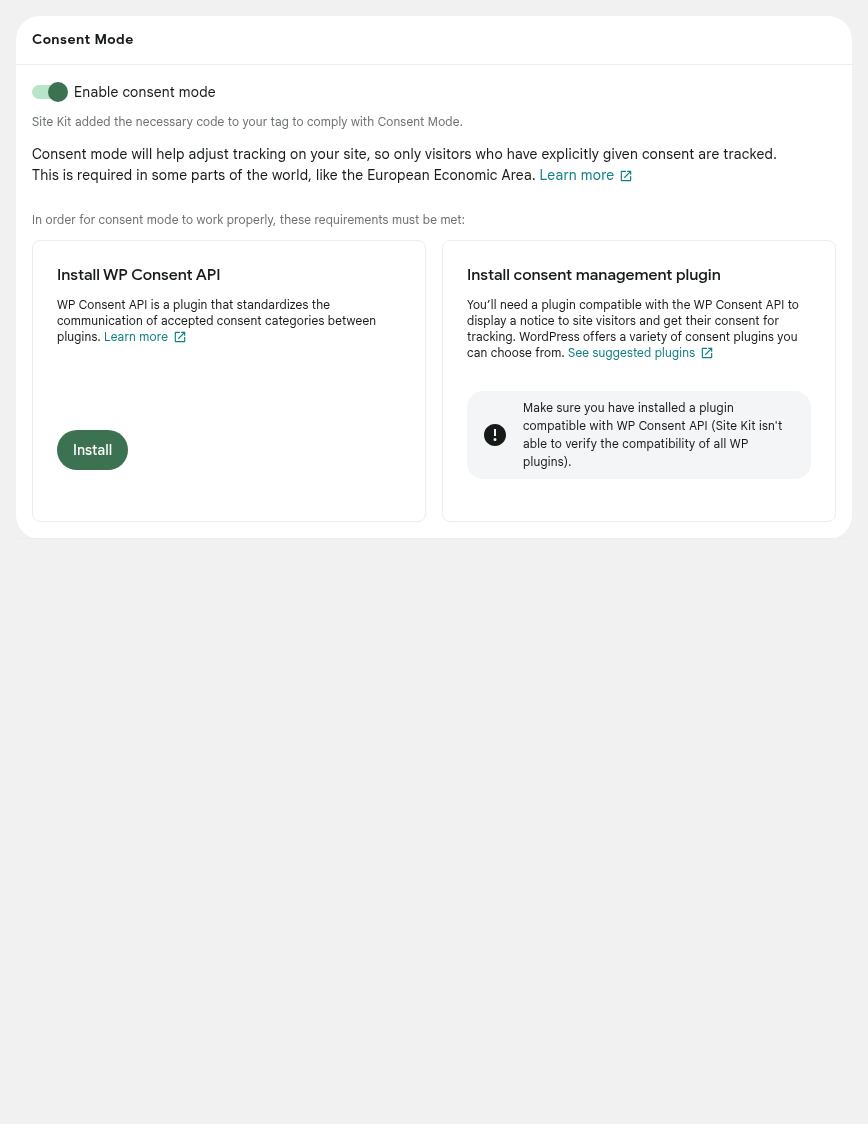 Consent Mode
Enable consent mode
Site Kit added the necessary code to your tag to comply with Consent Mode.
Consent mode will help adjust tracking on your site, so only visitors who have explicitly given consent are tracked.
This is required in some parts of the world, like the European Economic Area. Learn more
In order for consent mode to work properly, these requirements must be met:
Install WP Consent API
WP Consent API is a plugin that standardizes the
communication of accepted consent categories between
plugins. Learn more
Install
Install consent management plugin
You’ll need a plugin compatible with the WP Consent API to
display a notice to site visitors and get their consent for
tracking. WordPress offers a variety of consent plugins you
can choose from. See suggested plugins
Make sure you have installed a plugin
compatible with WP Consent API (Site Kit isn't
able to verify the compatibility of all WP
plugins).